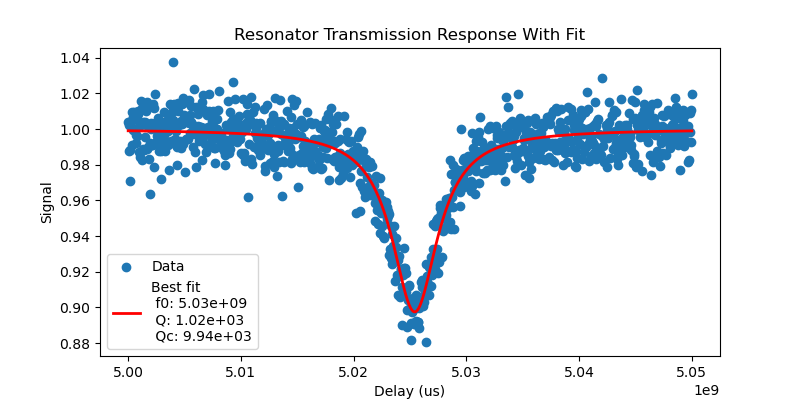 Resonator Transmission Response With Fit
1.04
1.02
1.00
0.98
0.96
0.94
0.92
0.90
0.88
Signal
Data
Best fit
f0: 5.03e+09
Q: 1.02e+03
Qc: 9.94e+03
5.00
5.01
5.02
5.03
5.04
5.05
Delay (us)
1e9